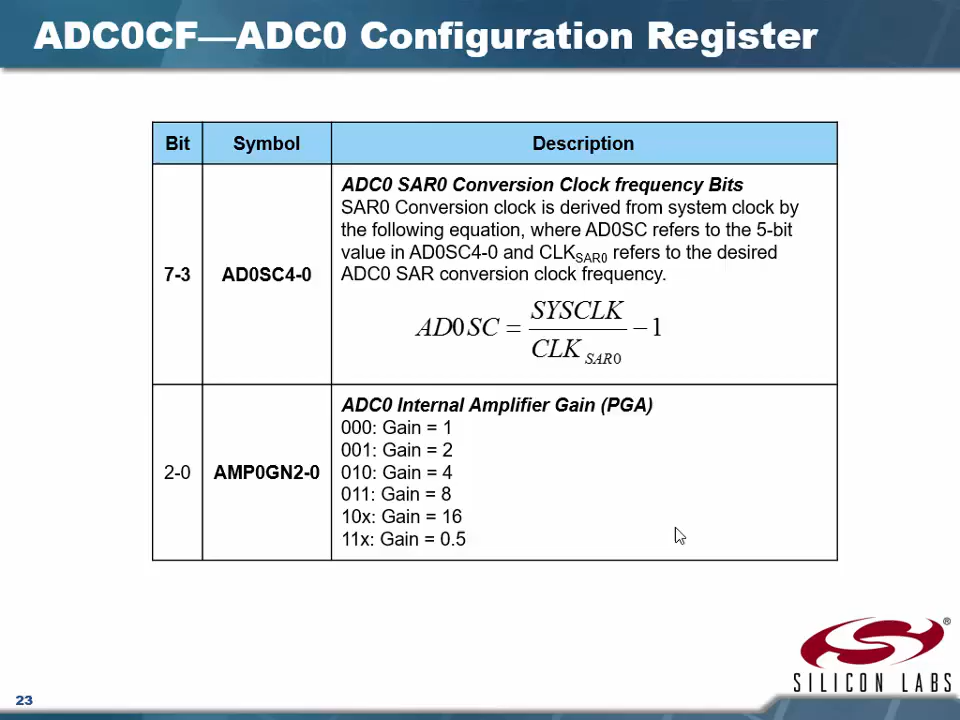 ADC0CF—ADC0 Configuration Register
Bit Symbol Description
7-3 AD0SC4-0
ADC0 SAR0 Conversion Clock frequency Bits
SAR0 Conversion clock is derived from system clock by
the following equation, where AD0SC refers to the 5-bit
value in AD0SC4-0 and CLKSAR0 refers to the desired
ADC0 SAR conversion clock frequency.
AD0SC = SYSCLK / CLK SAR0 − 1
2-0 AMP0GN2-0
ADC0 Internal Amplifier Gain (PGA)
000: Gain = 1
001: Gain = 2
010: Gain = 4
011: Gain = 8
10x: Gain = 16
11x: Gain = 0.5
®
SILICON LABS
23